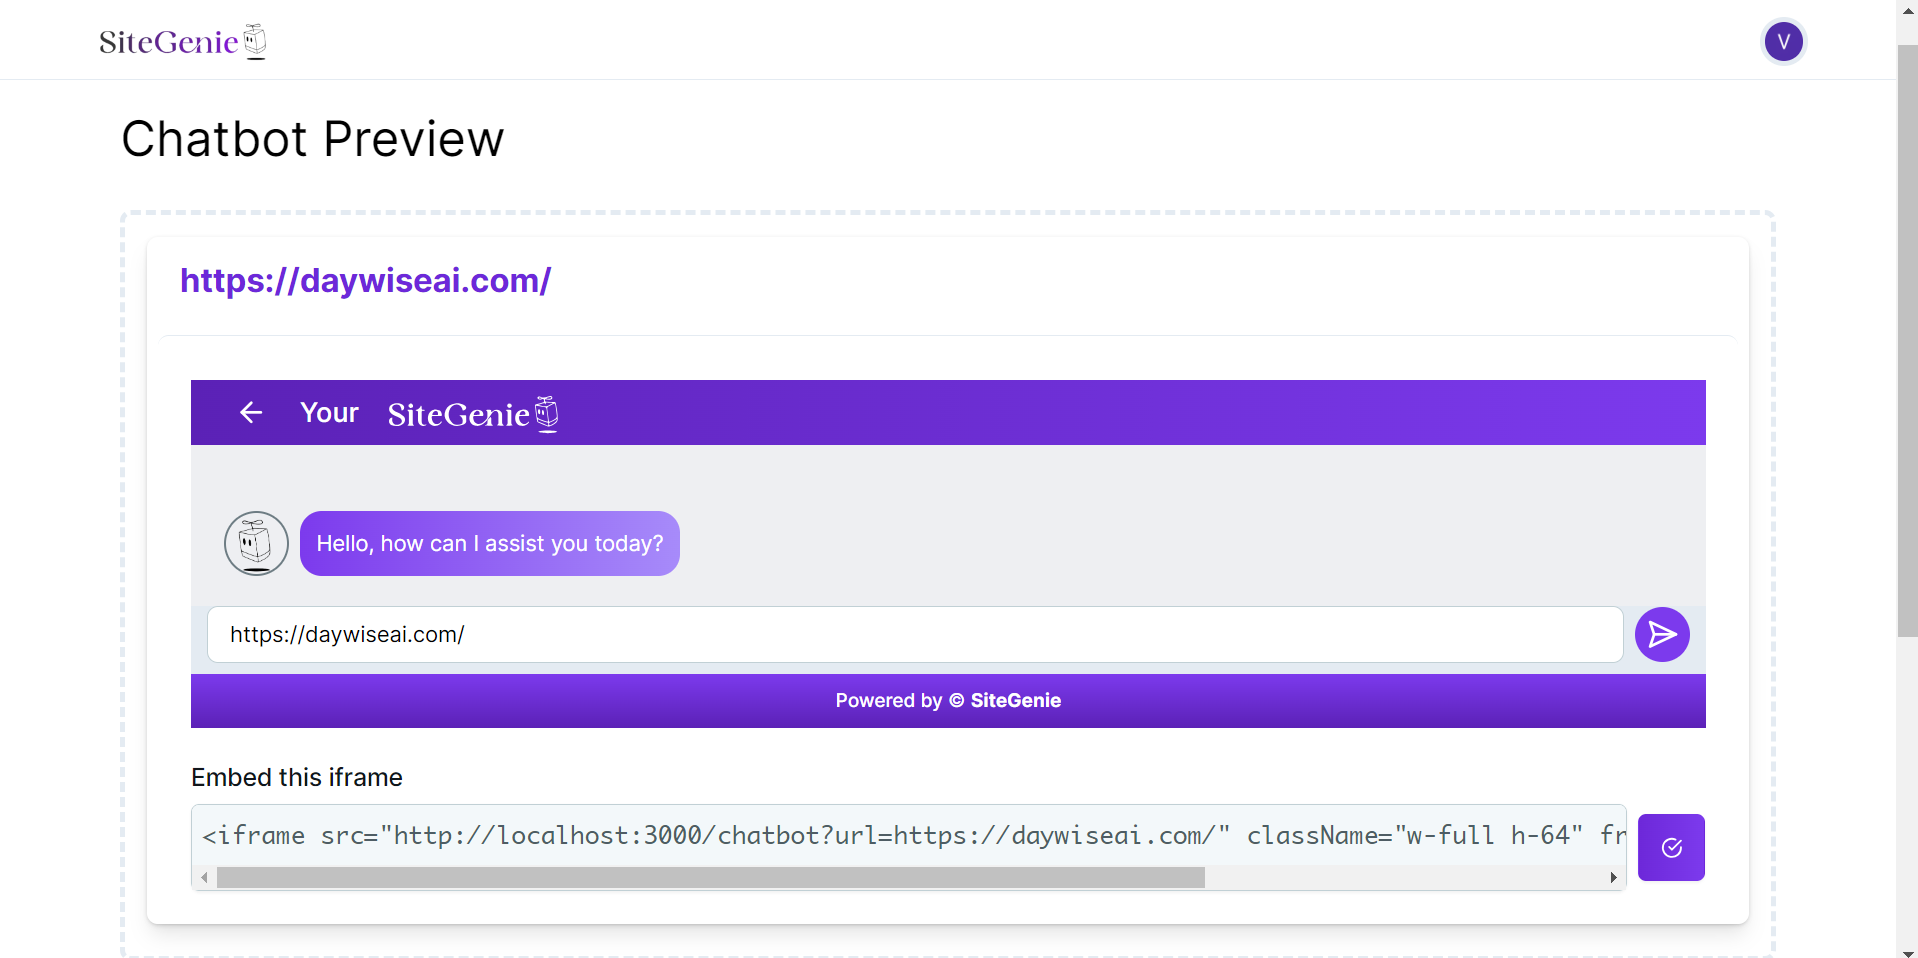 SiteGenie
V
Chatbot Preview
https://daywiseai.com/
Your SiteGenie
Hello, how can I assist you today?
https://daywiseai.com/
Powered by © SiteGenie
Embed this iframe
<iframe src="http://localhost:3000/chatbot?url=https://daywiseai.com/" className="w-full h-64" fr